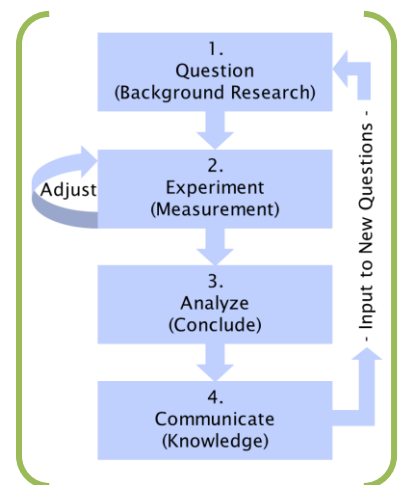 1.
Question
(Background Research)
2.
Experiment
(Measurement)
Adjust
3.
Analyze
(Conclude)
4.
Communicate
(Knowledge)
- Input to New Questions -